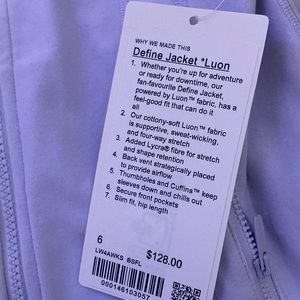 WHY WE MADE THIS
Define Jacket *Luon
1. Whether you're up for adventure
or ready for downtime, our
fan-favourite Define Jacket,
powered by Luon™ fabric, has a
feel-good fit that can do it
all
2. Our cottony-soft Luon™ fabric
is supportive, sweat-wicking,
and four-way stretch
3. Added Lycra® fibre for stretch
and shape retention
4. Back vent strategically placed
to provide airflow
5. Thumbholes and Cuffins™ keep
sleeves down and chills out
6. Secure front pockets
7. Slim fit, hip length
6
$128.00
LW4AWKS BSFL
000146103057